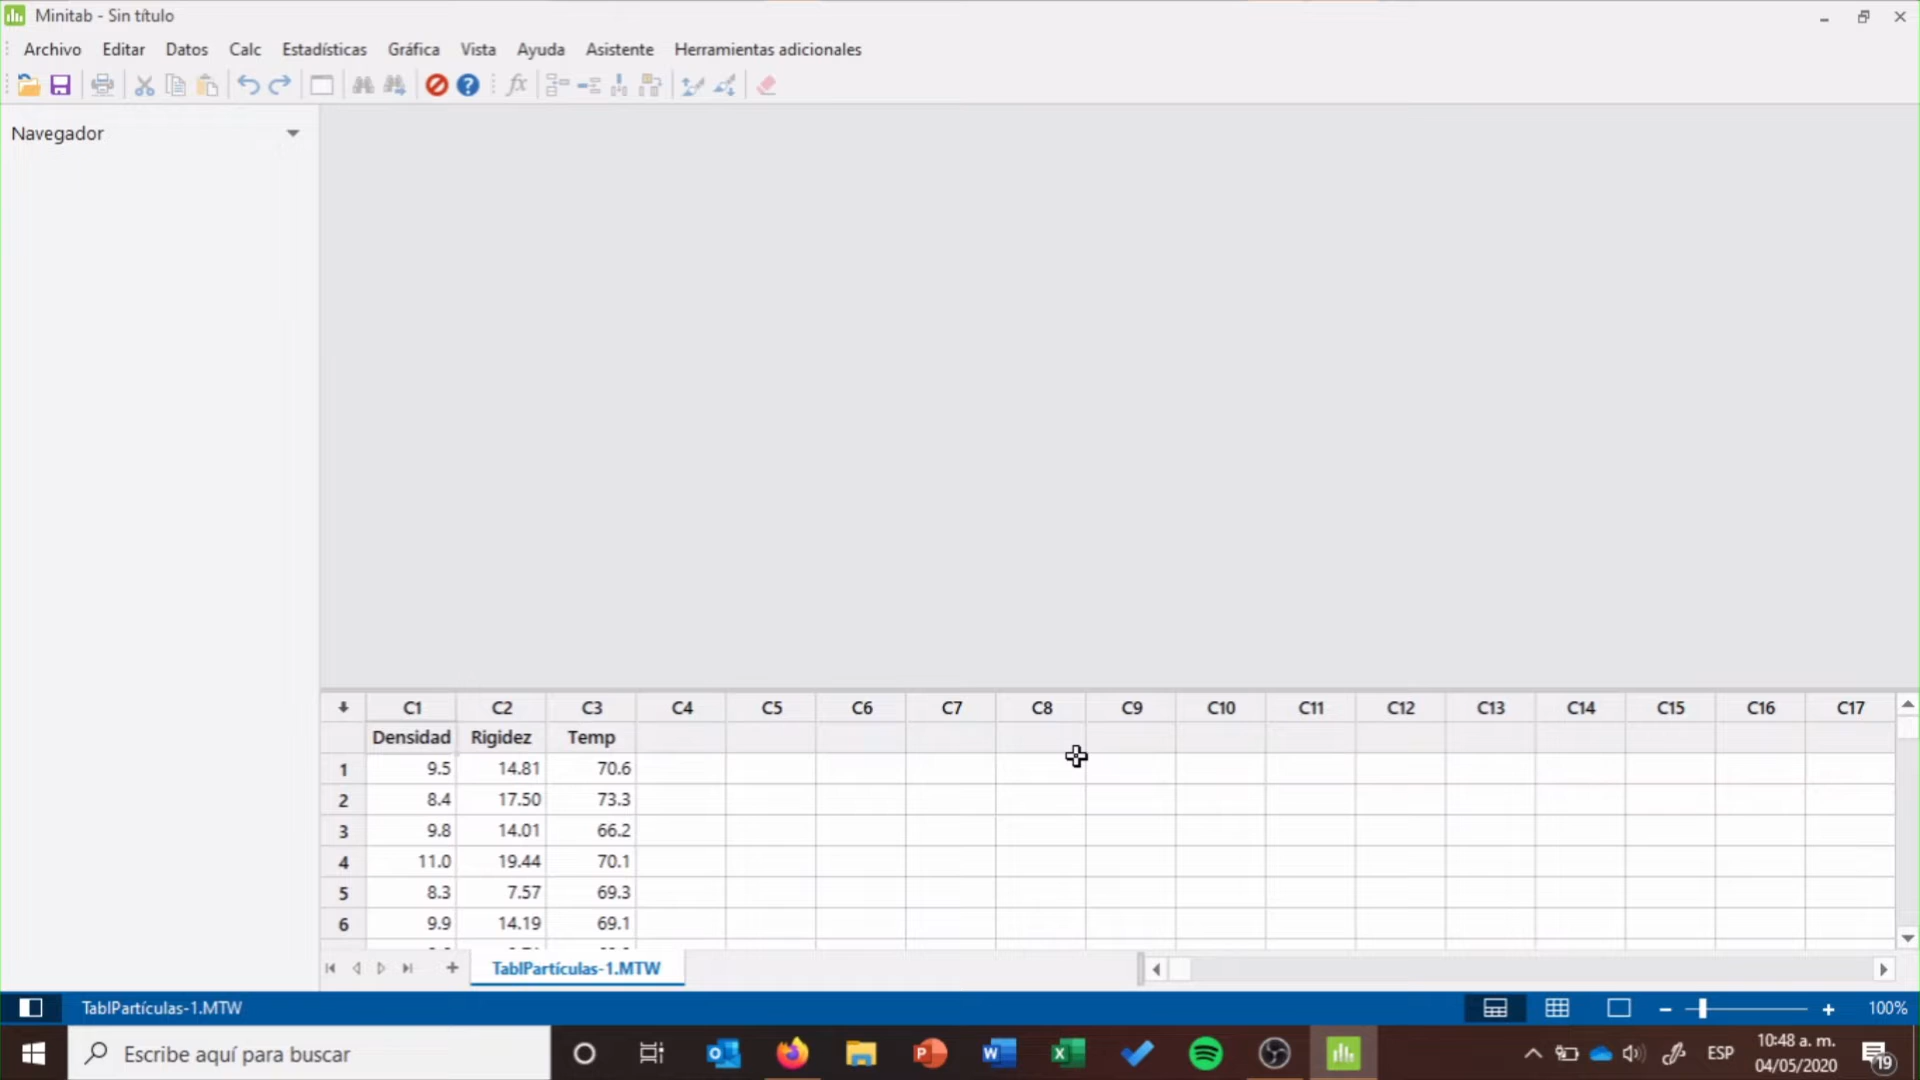 Minitab - Sin título
Archivo Editar Datos Calc Estadísticas Gráfica Vista Ayuda Asistente Herramientas adicionales
fx
Navegador
C1 C2 C3 C4 C5 C6 C7 C8 C9 C10 C11 C12 C13 C14 C15 C16 C17
Densidad Rigidez Temp
1 9.5 14.81 70.6
2 8.4 17.50 73.3
3 9.8 14.01 66.2
4 11.0 19.44 70.1
5 8.3 7.57 69.3
6 9.9 14.19 69.1
TablPartículas-1.MTW
TablPartículas-1.MTW 100%
Escribe aquí para buscar
ESP
10:48 a. m.
04/05/2020
19